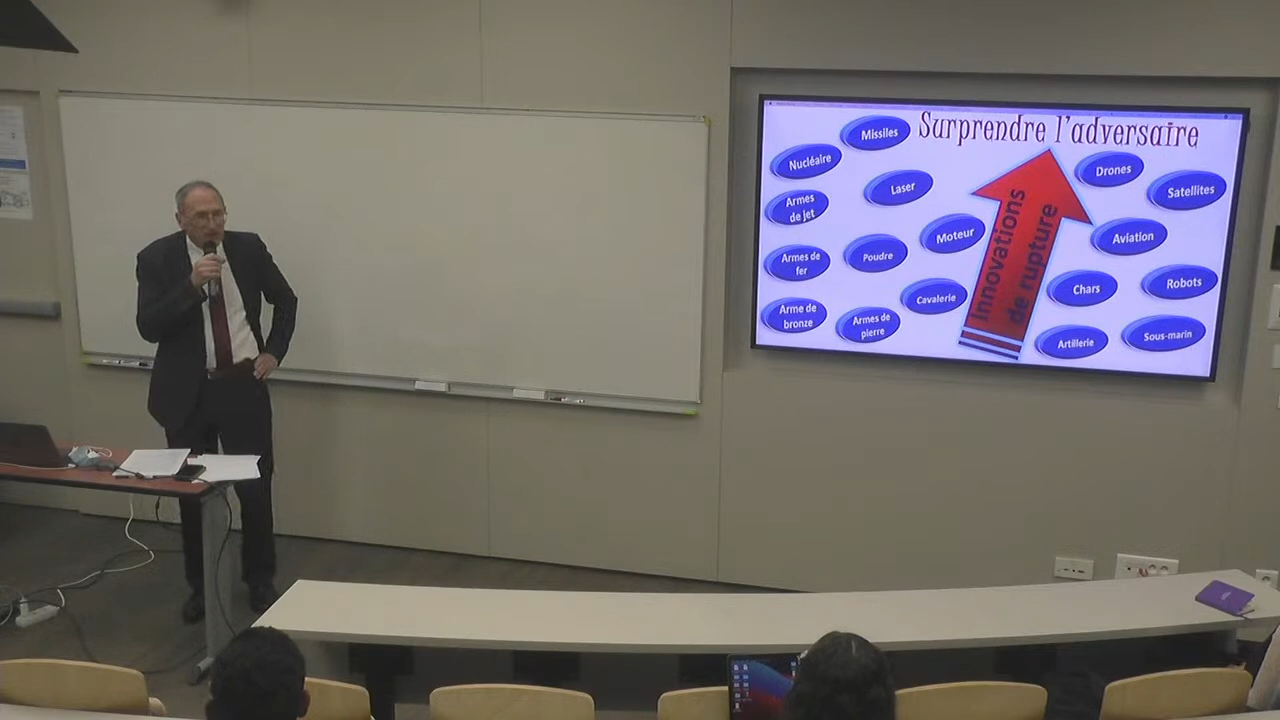 Surprendre l'adversaire
Missiles
Nucléaire
Laser
Armes
de jet
Moteur
Poudre
Armes de
fer
Cavalerie
Arme de
bronze
Armes de
pierre
Innovations
de rupture
Drones
Satellites
Aviation
Chars
Robots
Artillerie
Sous-marin